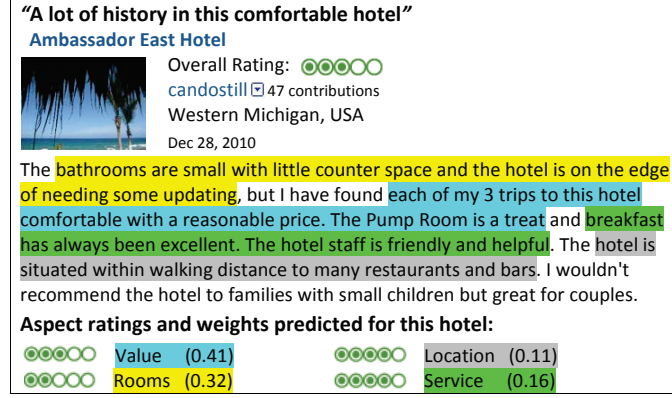 “A lot of history in this comfortable hotel”
Ambassador East Hotel
Overall Rating:
candostill 47 contributions
Western Michigan, USA
Dec 28, 2010
The bathrooms are small with little counter space and the hotel is on the edge
of needing some updating, but I have found each of my 3 trips to this hotel
comfortable with a reasonable price. The Pump Room is a treat and breakfast
has always been excellent. The hotel staff is friendly and helpful. The hotel is
situated within walking distance to many restaurants and bars. I wouldn't
recommend the hotel to families with small children but great for couples.
Aspect ratings and weights predicted for this hotel:
Value (0.41) Location (0.11)
Rooms (0.32) Service (0.16)